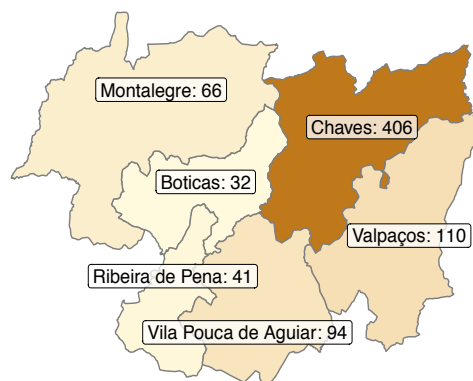 Montalegre: 66
Chaves: 406
Boticas: 32
Valpaços: 110
Ribeira de Pena: 41
Vila Pouca de Aguiar: 94